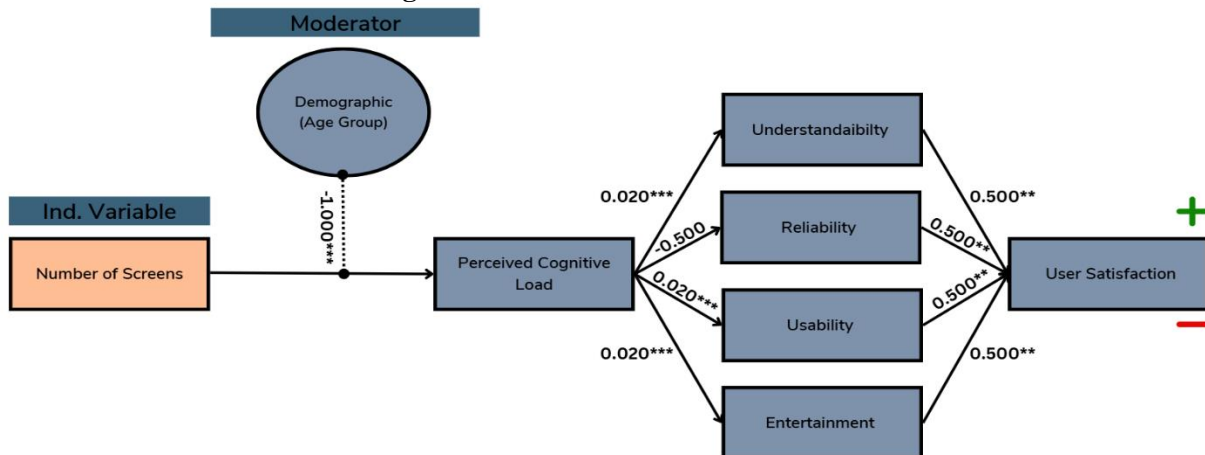 Moderator
Demographic
(Age Group)
-1.000***
Ind. Variable
Number of Screens
Perceived Cognitive
Load
0.020***
-0.500
0.020***
0.020***
Understandaibilty
Reliability
Usability
Entertainment
0.500**
0.500**
0.500**
0.500**
+
User Satisfaction
−